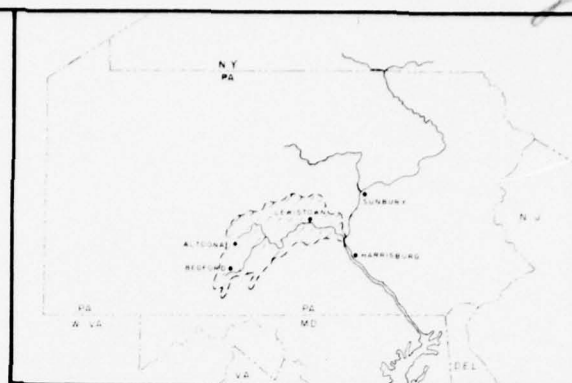 N Y
PA
SUNBURY
LEWISTOWN
N J
ALTOONA
HARRISBURG
BEDFORD
PA
PA
W VA
MD
VA
DEL